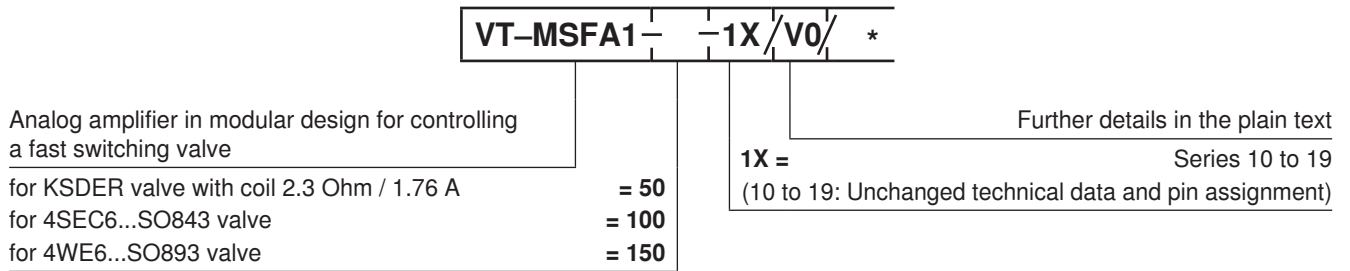 VT–MSFA1– –1X/V0/ *
Analog amplifier in modular design for controlling
a fast switching valve
for KSDER valve with coil 2.3 Ohm / 1.76 A = 50
for 4SEC6...SO843 valve = 100
for 4WE6...SO893 valve = 150
Further details in the plain text
1X = Series 10 to 19
(10 to 19: Unchanged technical data and pin assignment)